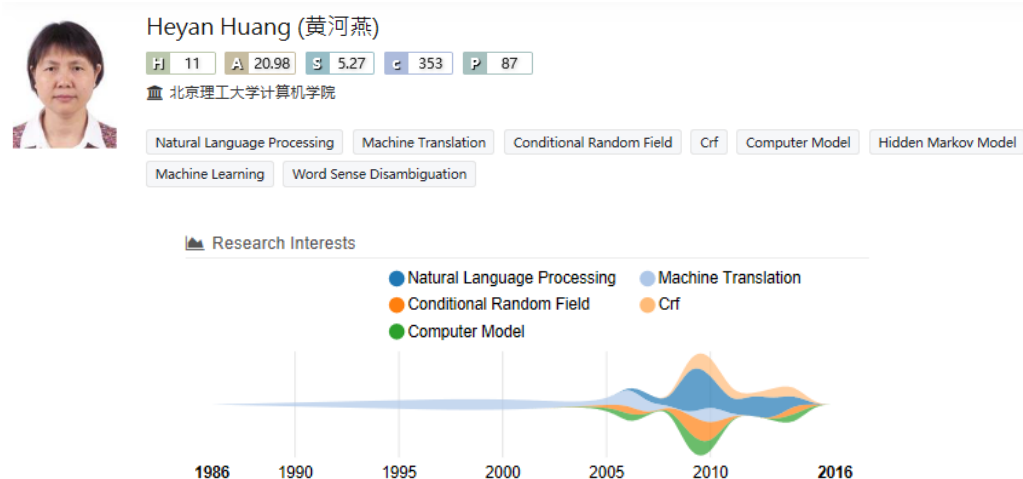 Heyan Huang (黄河燕)
H 11 A 20.98 S 5.27 c 353 P 87
北京理工大学计算机学院
Natural Language Processing Machine Translation Conditional Random Field Crf Computer Model Hidden Markov Model
Machine Learning Word Sense Disambiguation
Research Interests
Natural Language Processing Machine Translation
Conditional Random Field Crf
Computer Model
1986 1990 1995 2000 2005 2010 2016